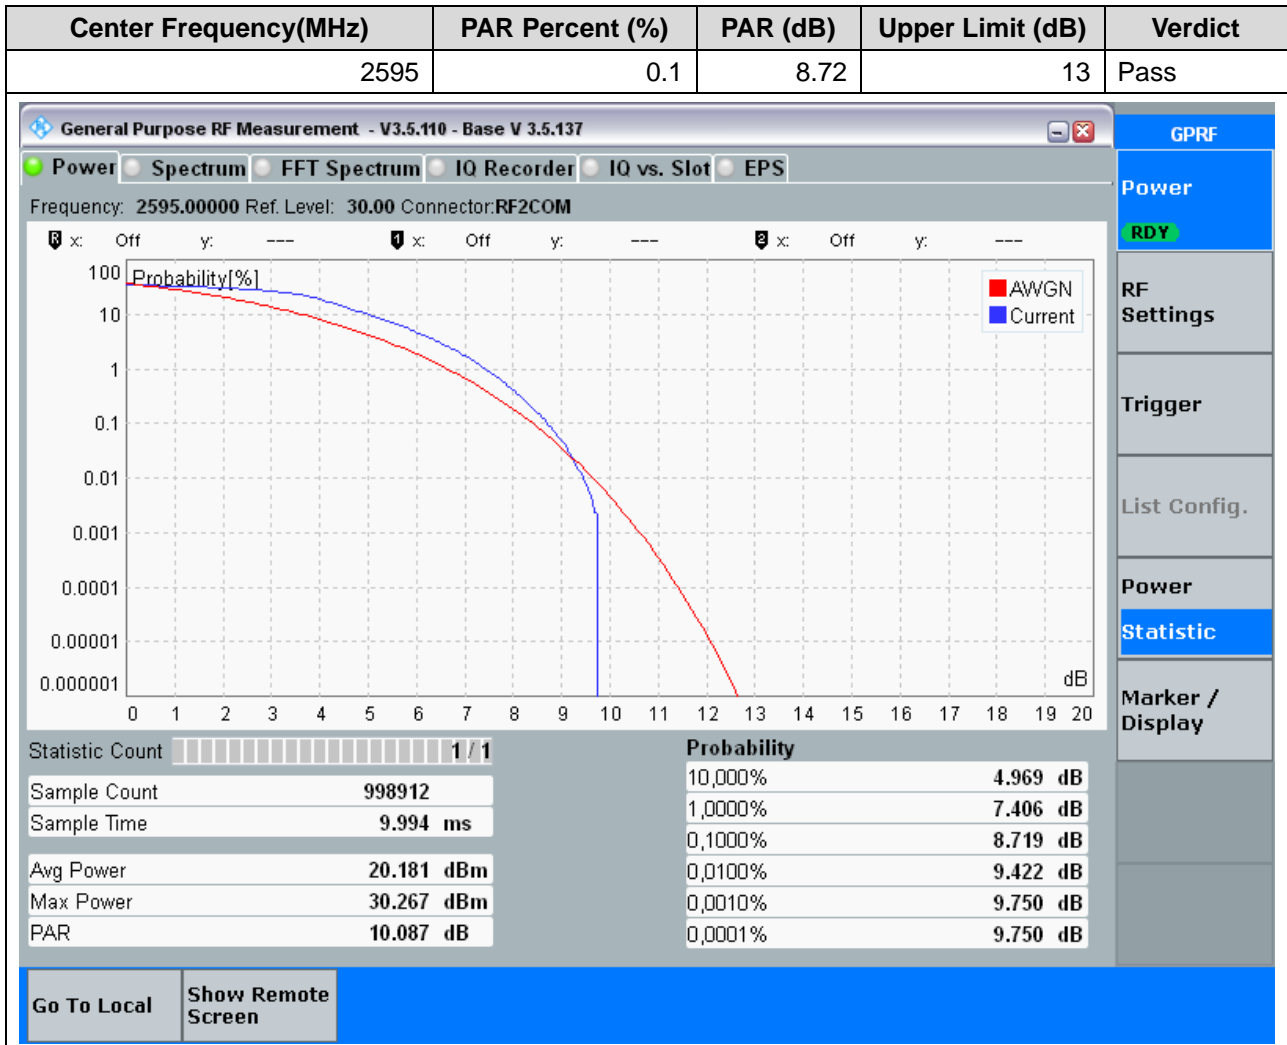 Center Frequency(MHz) PAR Percent (%) PAR (dB) Upper Limit (dB) Verdict
2595 0.1 8.72 13 Pass
General Purpose RF Measurement - V3.5.110 - Base V 3.5.137
GPRF
Power Spectrum FFT Spectrum IQ Recorder IQ vs. Slot EPS
Power
RDY
Frequency: 2595.00000 Ref. Level: 30.00 Connector:RF2COM
R x: Off y: --- 1 x: Off y: --- 2 x: Off y: ---
Probability[%]
AWGN
Current
100
10
1
0.1
0.01
0.001
0.0001
0.00001
0.000001
dB
0 1 2 3 4 5 6 7 8 9 10 11 12 13 14 15 16 17 18 19 20
RF
Settings
Trigger
List Config.
Power
Statistic
Marker /
Display
Statistic Count 1 / 1
Sample Count 998912
Sample Time 9.994 ms
Avg Power 20.181 dBm
Max Power 30.267 dBm
PAR 10.087 dB
Probability
10,000% 4.969 dB
1,0000% 7.406 dB
0,1000% 8.719 dB
0,0100% 9.422 dB
0,0010% 9.750 dB
0,0001% 9.750 dB
Go To Local
Show Remote
Screen